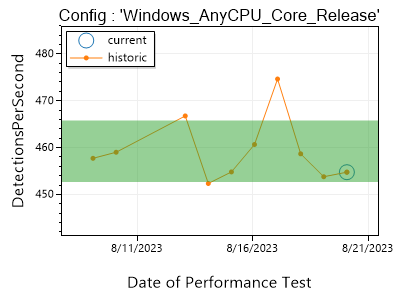 Config : 'Windows_AnyCPU_Core_Release'
current
historic
DetectionsPerSecond
480
470
460
450
8/11/2023
8/16/2023
8/21/2023
Date of Performance Test